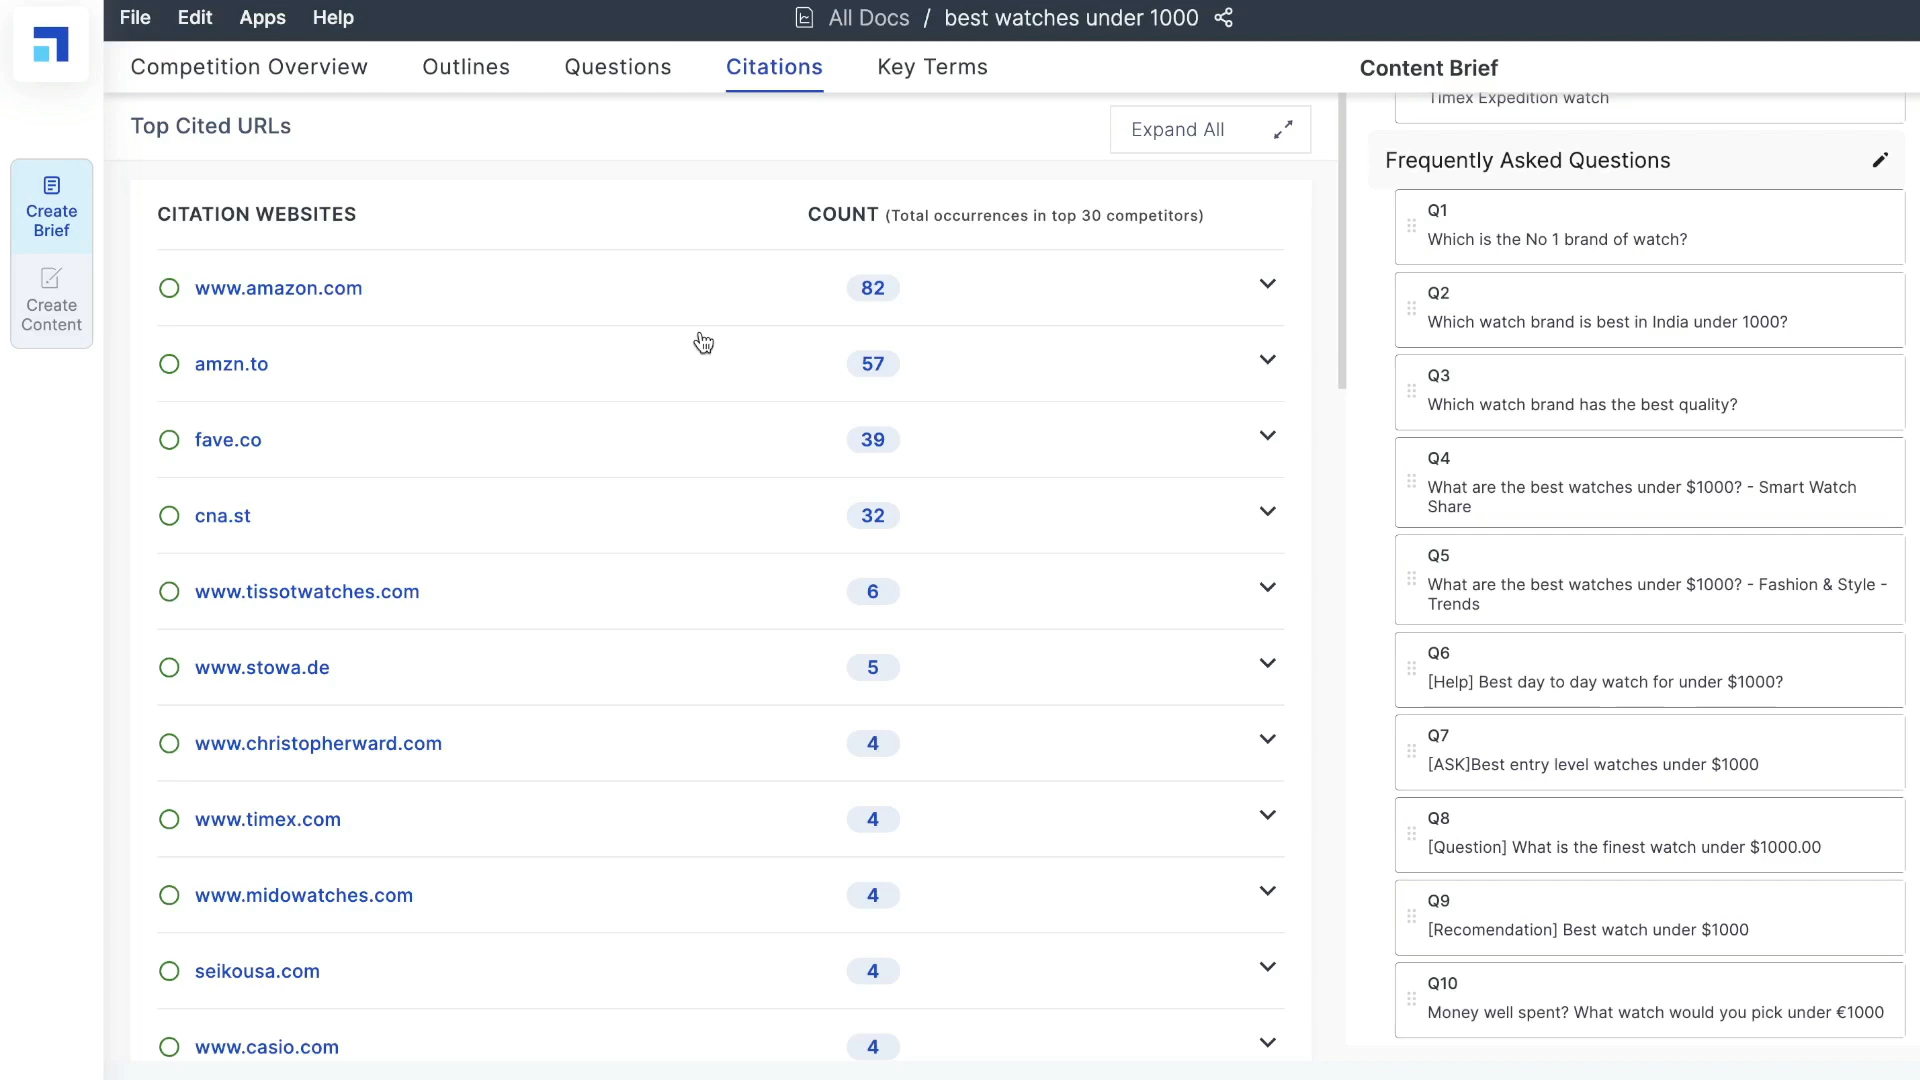 File Edit Apps Help
All Docs / best watches under 1000
Competition Overview Outlines Questions Citations Key Terms
Content Brief
Top Cited URLs
Expand All
CITATION WEBSITES COUNT (Total occurrences in top 30 competitors)
www.amazon.com 82
amzn.to 57
fave.co 39
cna.st 32
www.tissotwatches.com 6
www.stowa.de 5
www.christopherward.com 4
www.timex.com 4
www.midowatches.com 4
seikousa.com 4
www.casio.com 4
Create
Brief
Create
Content
Timex Expedition watch
Frequently Asked Questions
Q1
Which is the No 1 brand of watch?
Q2
Which watch brand is best in India under 1000?
Q3
Which watch brand has the best quality?
Q4
What are the best watches under $1000? - Smart Watch
Share
Q5
What are the best watches under $1000? - Fashion & Style -
Trends
Q6
[Help] Best day to day watch for under $1000?
Q7
[ASK]Best entry level watches under $1000
Q8
[Question] What is the finest watch under $1000.00
Q9
[Recomendation] Best watch under $1000
Q10
Money well spent? What watch would you pick under €1000